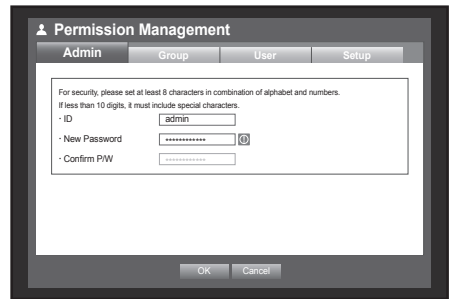 Permission Management
Admin Group User Setup
For security, please set at least 8 characters in combination of alphabet and numbers.
If less than 10 digits, it must include special characters.
· ID admin
· New Password ************
· Confirm P/W ************
OK Cancel